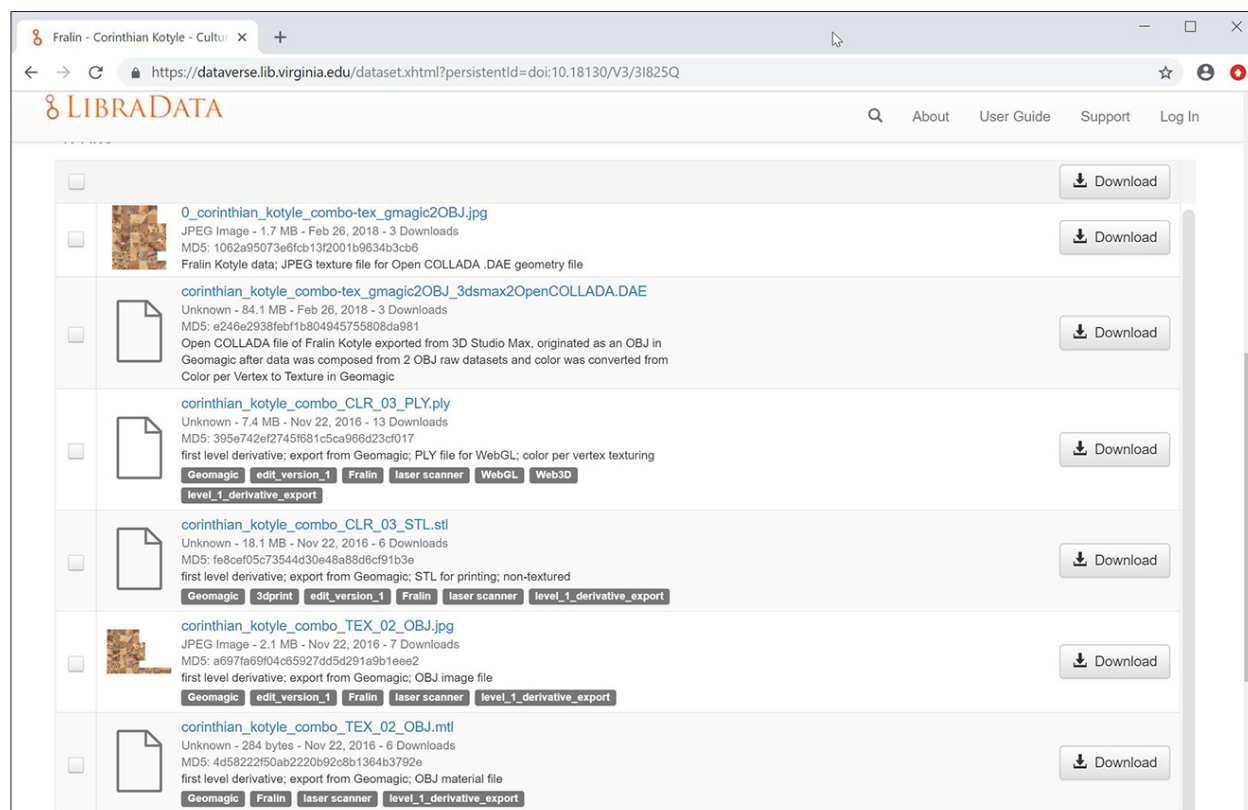 Fralin - Corinthian Kotyle - Cultur
https://dataverse.lib.virginia.edu/dataset.xhtml?persistentId=doi:10.18130/V3/3I825Q
LIBRADATA
About User Guide Support Log In
Download
0_corinthian_kotyle_combo-tex_gmagic2OBJ.jpg
JPEG Image - 1.7 MB - Feb 26, 2018 - 3 Downloads
MD5: 1062a95073e6fcb13f2001b9634b3cb6
Fralin Kotyle data; JPEG texture file for Open COLLADA .DAE geometry file
Download
corinthian_kotyle_combo-tex_gmagic2OBJ_3dsmax2OpenCOLLADA.DAE
Unknown - 84.1 MB - Feb 26, 2018 - 3 Downloads
MD5: e246e2938febf1b804945755808da981
Open COLLADA file of Fralin Kotyle exported from 3D Studio Max, originated as an OBJ in
Geomagic after data was composed from 2 OBJ raw datasets and color was converted from
Color per Vertex to Texture in Geomagic
Download
corinthian_kotyle_combo_CLR_03_PLY.ply
Unknown - 7.4 MB - Nov 22, 2016 - 13 Downloads
MD5: 395e742ef2745f681c5ca966d23cf017
first level derivative; export from Geomagic; PLY file for WebGL; color per vertex texturing
Geomagic edit_version_1 Fralin laser scanner WebGL Web3D
level_1_derivative_export
Download
corinthian_kotyle_combo_CLR_03_STL.stl
Unknown - 18.1 MB - Nov 22, 2016 - 6 Downloads
MD5: fe8cef05c73544d30e48a88d6cf91b3e
first level derivative; export from Geomagic; STL for printing; non-textured
Geomagic 3dprint edit_version_1 Fralin laser scanner level_1_derivative_export
Download
corinthian_kotyle_combo_TEX_02_OBJ.jpg
JPEG Image - 2.1 MB - Nov 22, 2016 - 7 Downloads
MD5: a697fa69f04c65927dd5d291a9b1eee2
first level derivative; export from Geomagic; OBJ image file
Geomagic edit_version_1 Fralin laser scanner level_1_derivative_export
Download
corinthian_kotyle_combo_TEX_02_OBJ.mtl
Unknown - 284 bytes - Nov 22, 2016 - 6 Downloads
MD5: 4d58222f50ab2220b92c8b1364b3792e
first level derivative; export from Geomagic; OBJ material file
Geomagic Fralin laser scanner level_1_derivative_export
Download